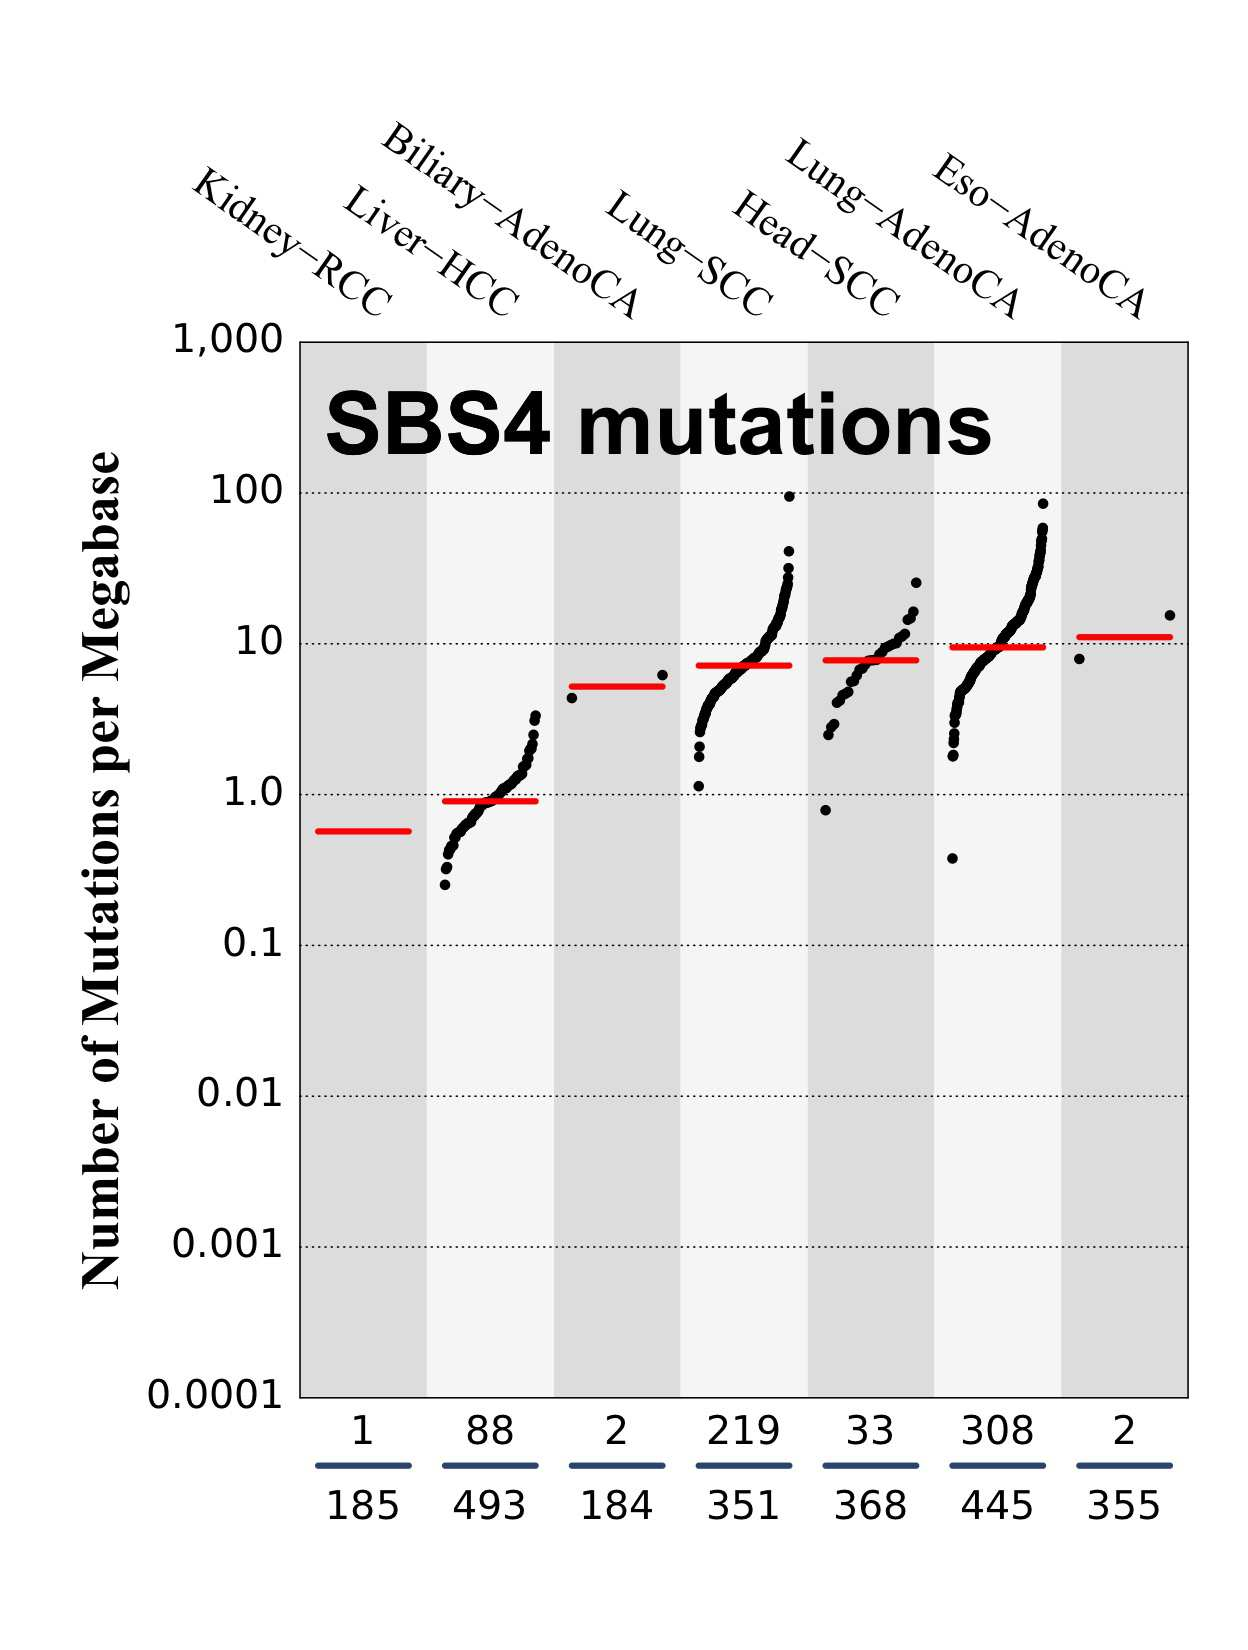 Kidney–RCC
Liver–HCC
Biliary–AdenoCA
Lung–SCC
Head–SCC
Lung–AdenoCA
Eso–AdenoCA
SBS4 mutations
Number of Mutations per Megabase
1,000
100
10
1.0
0.1
0.01
0.001
0.0001
1 88 2 219 33 308 2
185 493 184 351 368 445 355